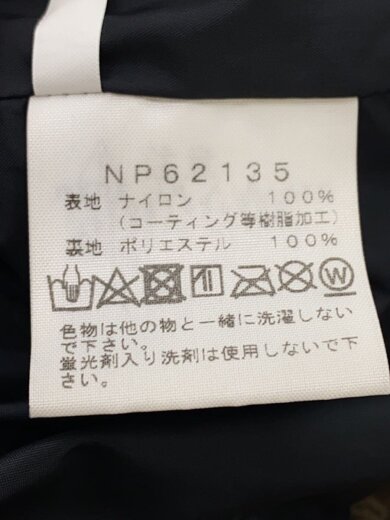 NP62135
表地 ナイロン 100%
(コーティング等樹脂加工)
裏地 ポリエステル 100%
W
色物は他の物と一緒に洗濯しない
で下さい。
蛍光剤入り洗剤は使用しないで下
さい。